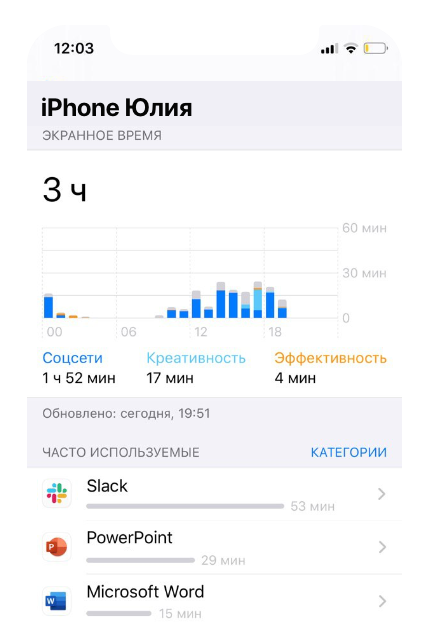 12:03
iPhone Юлия
ЭКРАННОЕ ВРЕМЯ
3 ч
60 мин
30 мин
0
00 06 12 18
Соцсети Креативность Эффективность
1 ч 52 мин 17 мин 4 мин
Обновлено: сегодня, 19:51
ЧАСТО ИСПОЛЬЗУЕМЫЕ КАТЕГОРИИ
Slack
53 мин
PowerPoint
29 мин
Microsoft Word
15 мин